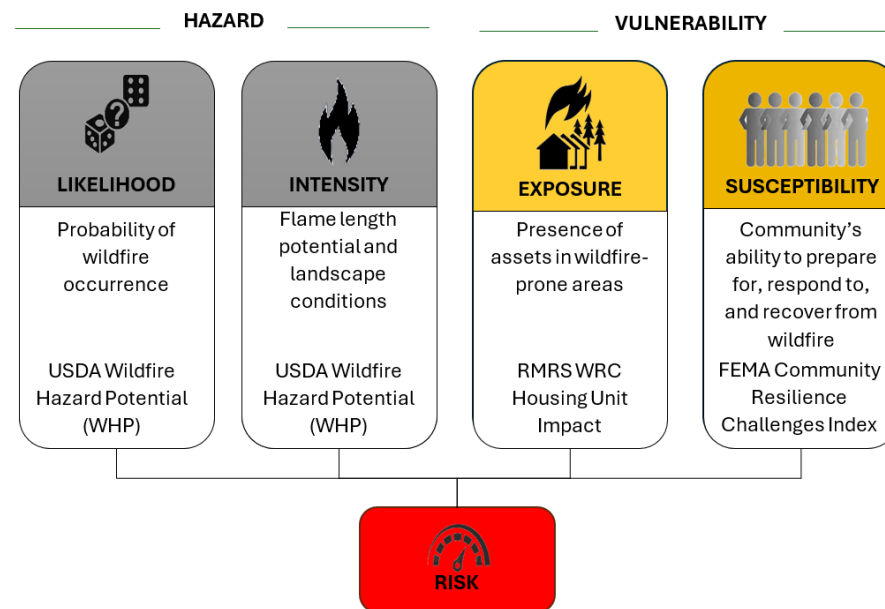 HAZARD
VULNERABILITY
?
LIKELIHOOD
Probability of
wildfire
occurrence
USDA Wildfire
Hazard Potential
(WHP)
INTENSITY
Flame length
potential and
landscape
conditions
USDA Wildfire
Hazard Potential
(WHP)
EXPOSURE
Presence of
assets in wildfire-
prone areas
RMRS WRC
Housing Unit
Impact
SUSCEPTIBILITY
Community’s
ability to prepare
for, respond to,
and recover from
wildfire
FEMA Community
Resilience
Challenges Index
RISK